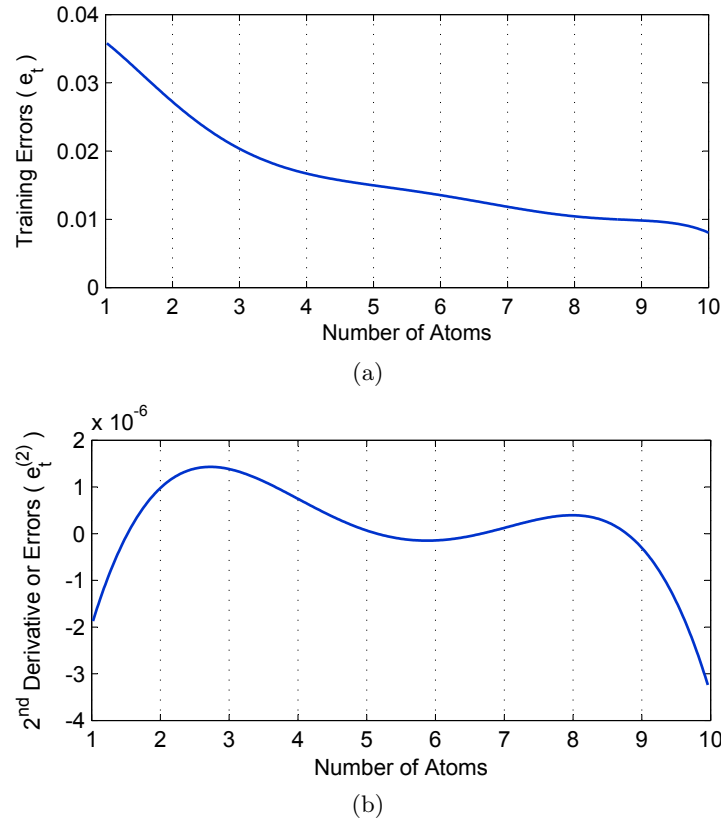 0.04
0.03
0.02
0.01
0
Training Errors ( e_t)
1 2 3 4 5 6 7 8 9 10
Number of Atoms
(a)
x 10^-6
2
1
0
-1
-2
-3
-4
2^nd Derivative or Errors ( e_t^(2) )
1 2 3 4 5 6 7 8 9 10
Number of Atoms
(b)